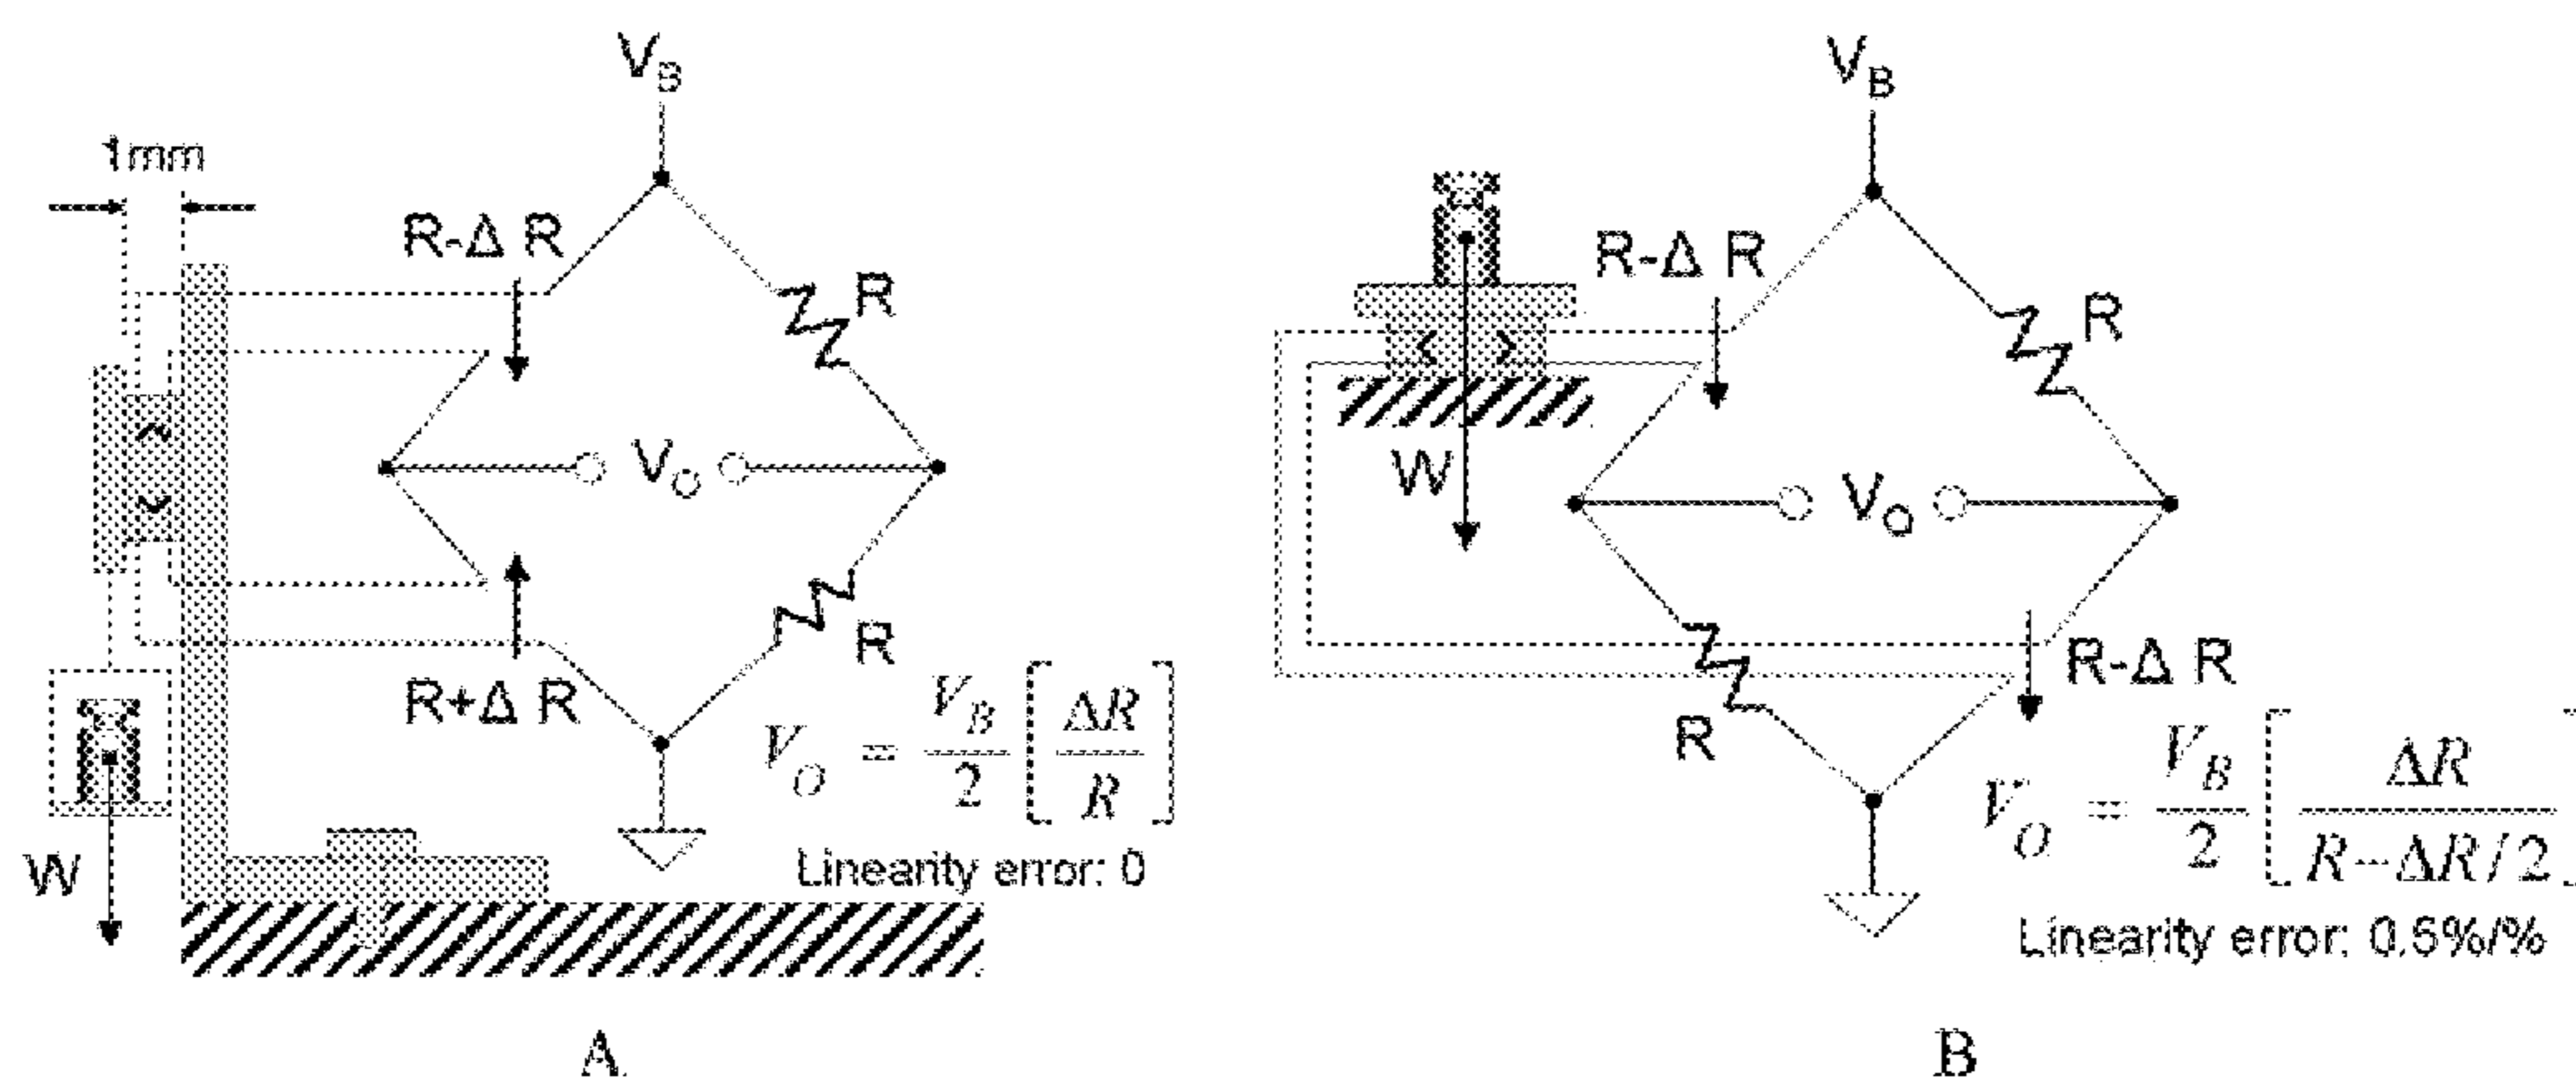 V_B
1mm
R-Δ R
R
V_O
R+Δ R
R
W
V_O = V_B/2 [ΔR/R]
Linearity error: 0
A
V_B
R-Δ R
R
W
V_O
R-Δ R
R
V_O = V_B/2 [ΔR/R-ΔR/2]
Linearity error: 0.5%/%
B